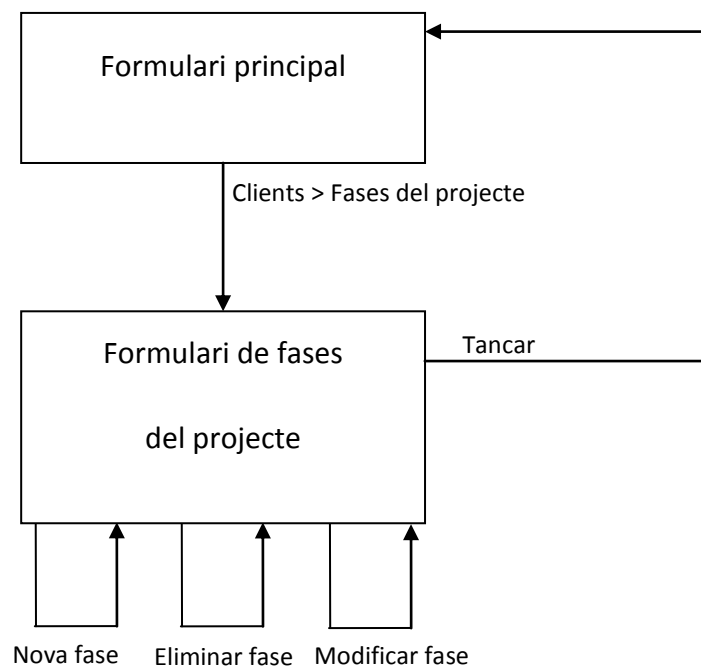 Formulari principal
Clients > Fases del projecte
Formulari de fases
del projecte
Tancar
Nova fase
Eliminar fase
Modificar fase